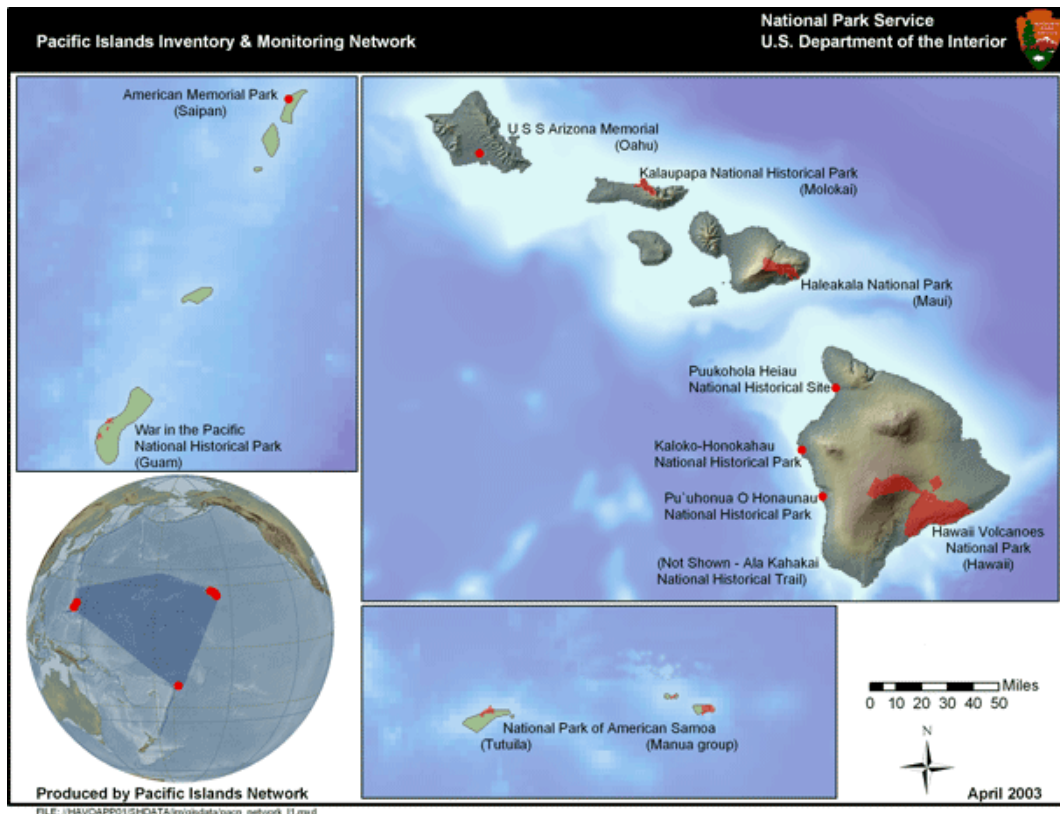 Pacific Islands Inventory & Monitoring Network
National Park Service
U.S. Department of the Interior
American Memorial Park
(Saipan)
War in the Pacific
National Historical Park
(Guam)
U S S Arizona Memorial
(Oahu)
Kalaupapa National Historical Park
(Molokai)
Haleakala National Park
(Maui)
Puukohola Heiau
National Historical Site
Kaloko-Honokahau
National Historical Park
Pu`uhonua O Honaunau
National Historical Park
Hawaii Volcanoes
National Park
(Hawaii)
(Not Shown - Ala Kahakai
National Historical Trail)
National Park of American Samoa
(Tutuila) (Manua group)
Miles
0 10 20 30 40 50
N
Produced by Pacific Islands Network
April 2003